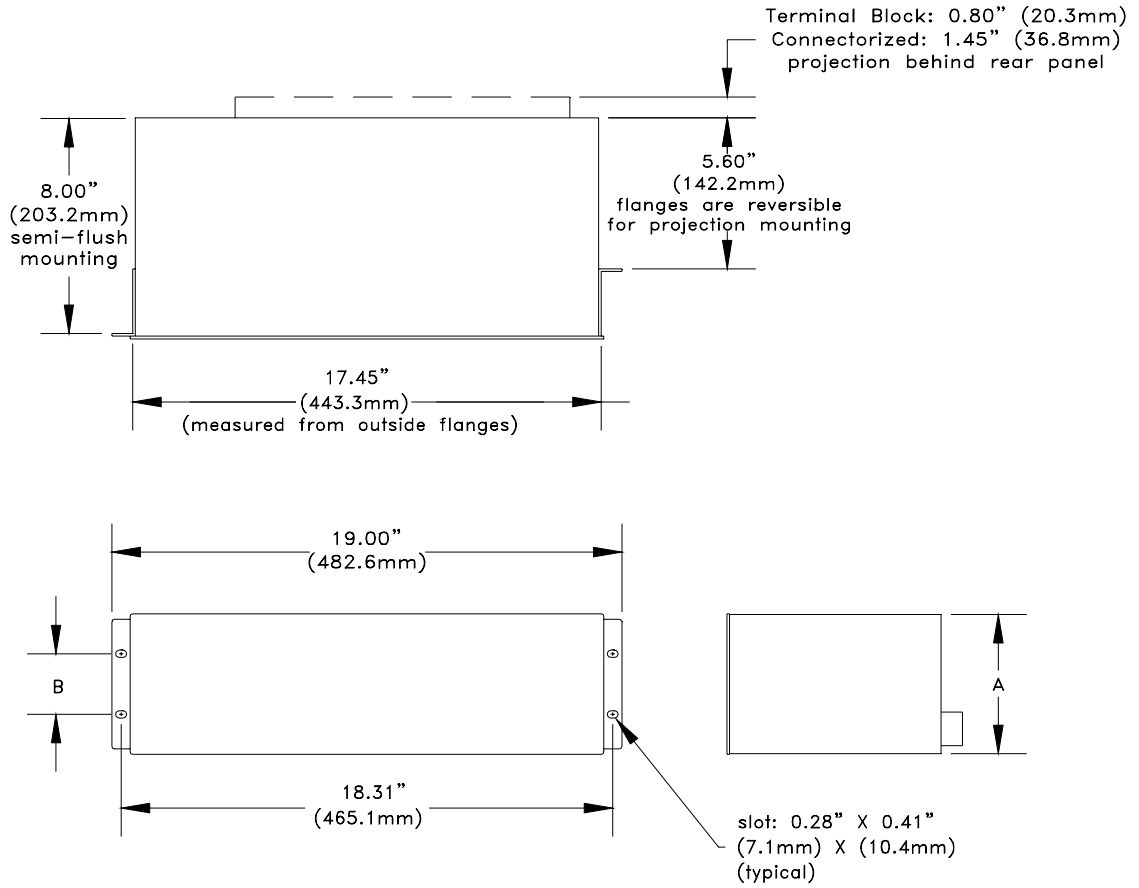 Terminal Block: 0.80" (20.3mm)
Connectorized: 1.45" (36.8mm)
projection behind rear panel
8.00"
(203.2mm)
semi-flush
mounting
5.60"
(142.2mm)
flanges are reversible
for projection mounting
17.45"
(443.3mm)
(measured from outside flanges)
19.00"
(482.6mm)
B
A
18.31"
(465.1mm)
slot: 0.28" X 0.41"
(7.1mm) X (10.4mm)
(typical)